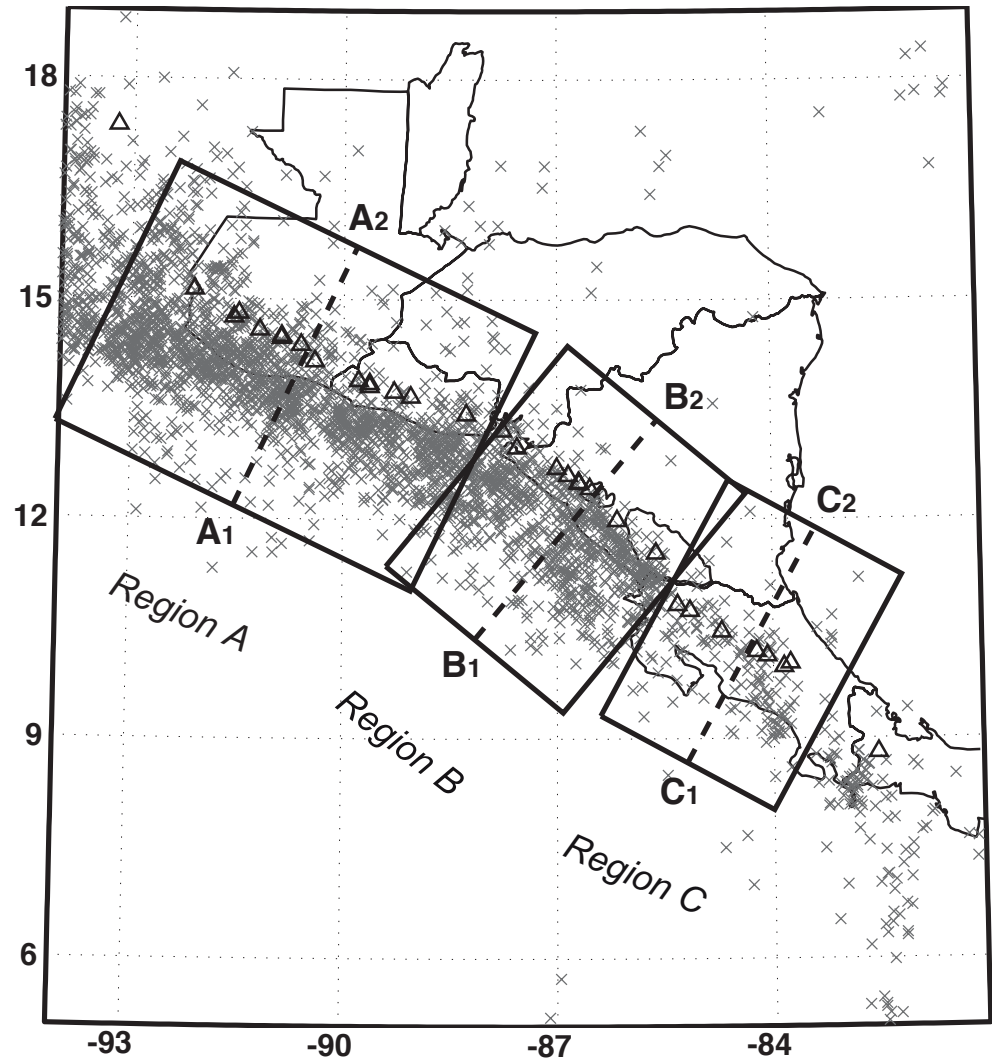 18
A2
15
B2
12
C2
A1
Region A
B1
Region B
9
C1
Region C
6
-93 -90 -87 -84